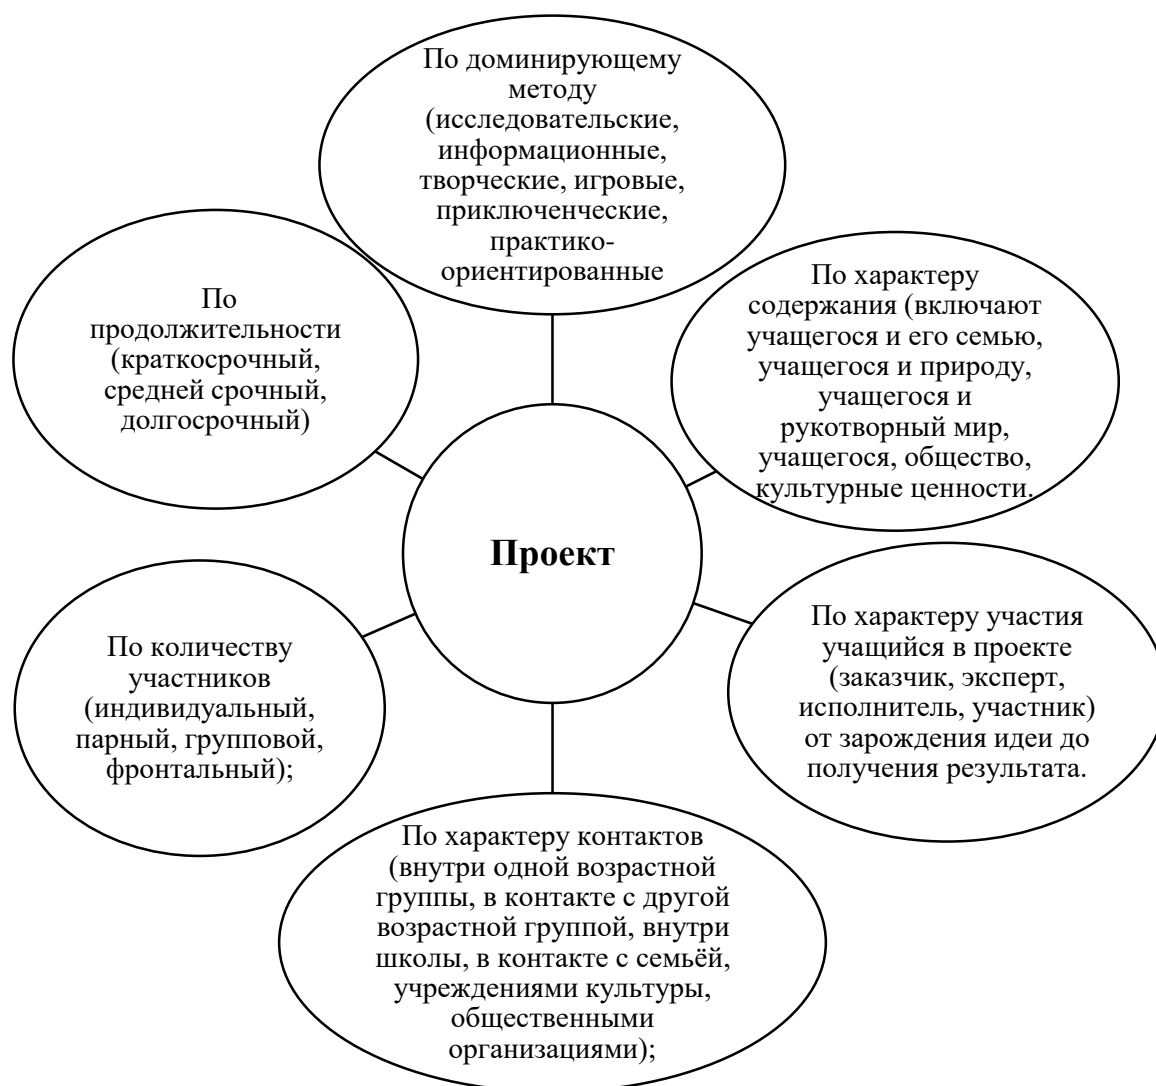 По доминирующему
методу
(исследовательские,
информационные,
творческие, игровые,
приключенческие,
практико-
ориентированные
По характеру
содержания (включают
учащегося и его семью,
учащегося и природу,
учащегося и
рукотворный мир,
учащегося, общество,
культурные ценности.
По характеру участия
учащийся в проекте
(заказчик, эксперт,
исполнитель, участник)
от зарождения идеи до
получения результата.
По характеру контактов
(внутри одной возрастной
группы, в контакте с другой
возрастной группой, внутри
школы, в контакте с семьёй,
учреждениями культуры,
общественными
организациями);
По количеству
участников
(индивидуальный,
парный, групповой,
фронтальный);
По
продолжительности
(краткосрочный,
средней срочный,
долгосрочный)
Проект